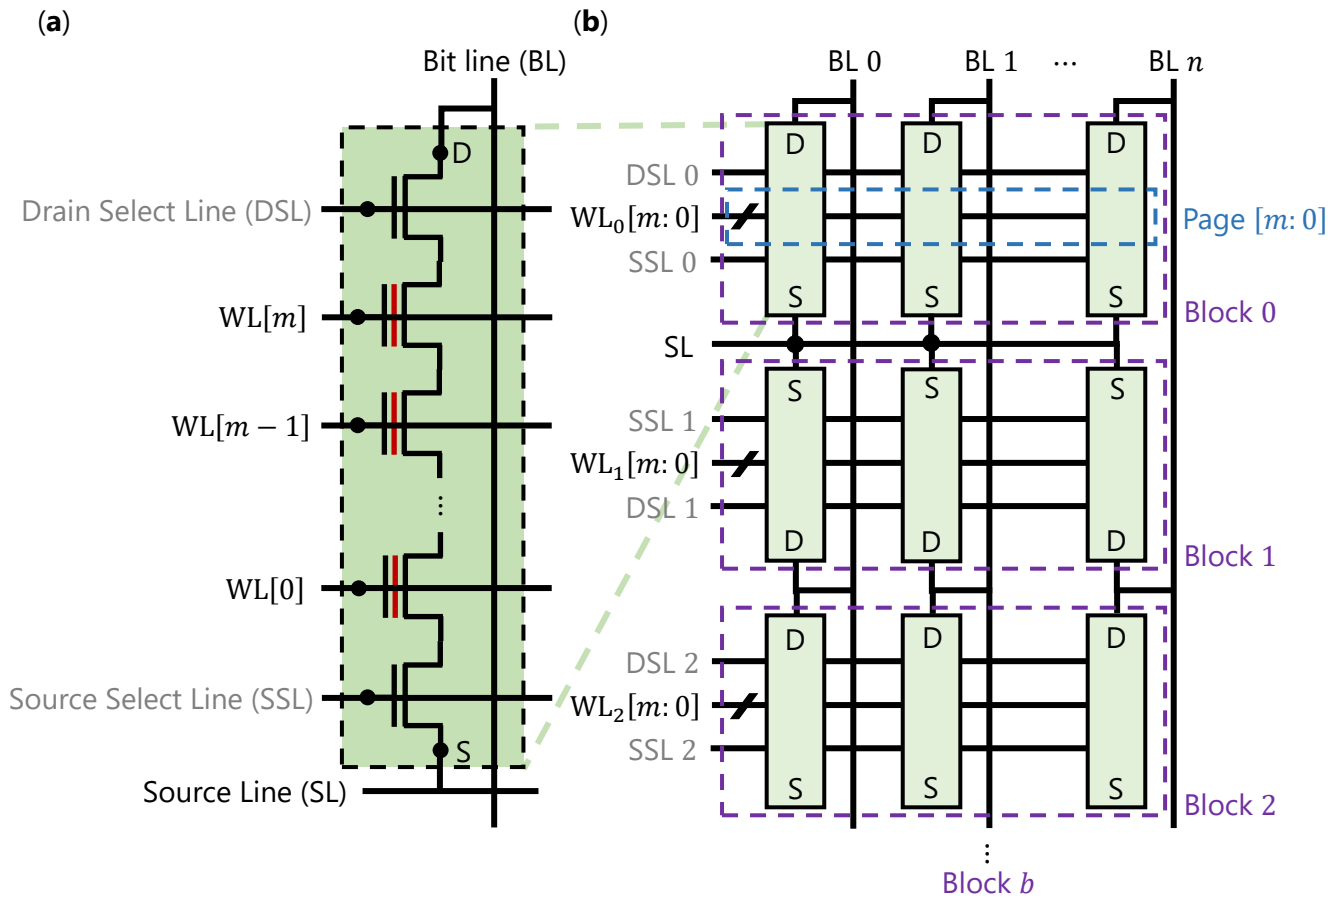 (a)
Bit line (BL)
D
Drain Select Line (DSL)
WL[m]
WL[m − 1]
⋮
WL[0]
Source Select Line (SSL)
S
Source Line (SL)
(b)
BL 0 BL 1 ⋯ BL n
D D D
DSL 0
WL₀[m: 0]
Page [m: 0]
SSL 0
S S S
Block 0
SL
S S S
SSL 1
WL₁[m: 0]
DSL 1
D D D
Block 1
D D D
DSL 2
WL₂[m: 0]
SSL 2
S S S
Block 2
⋮
Block b